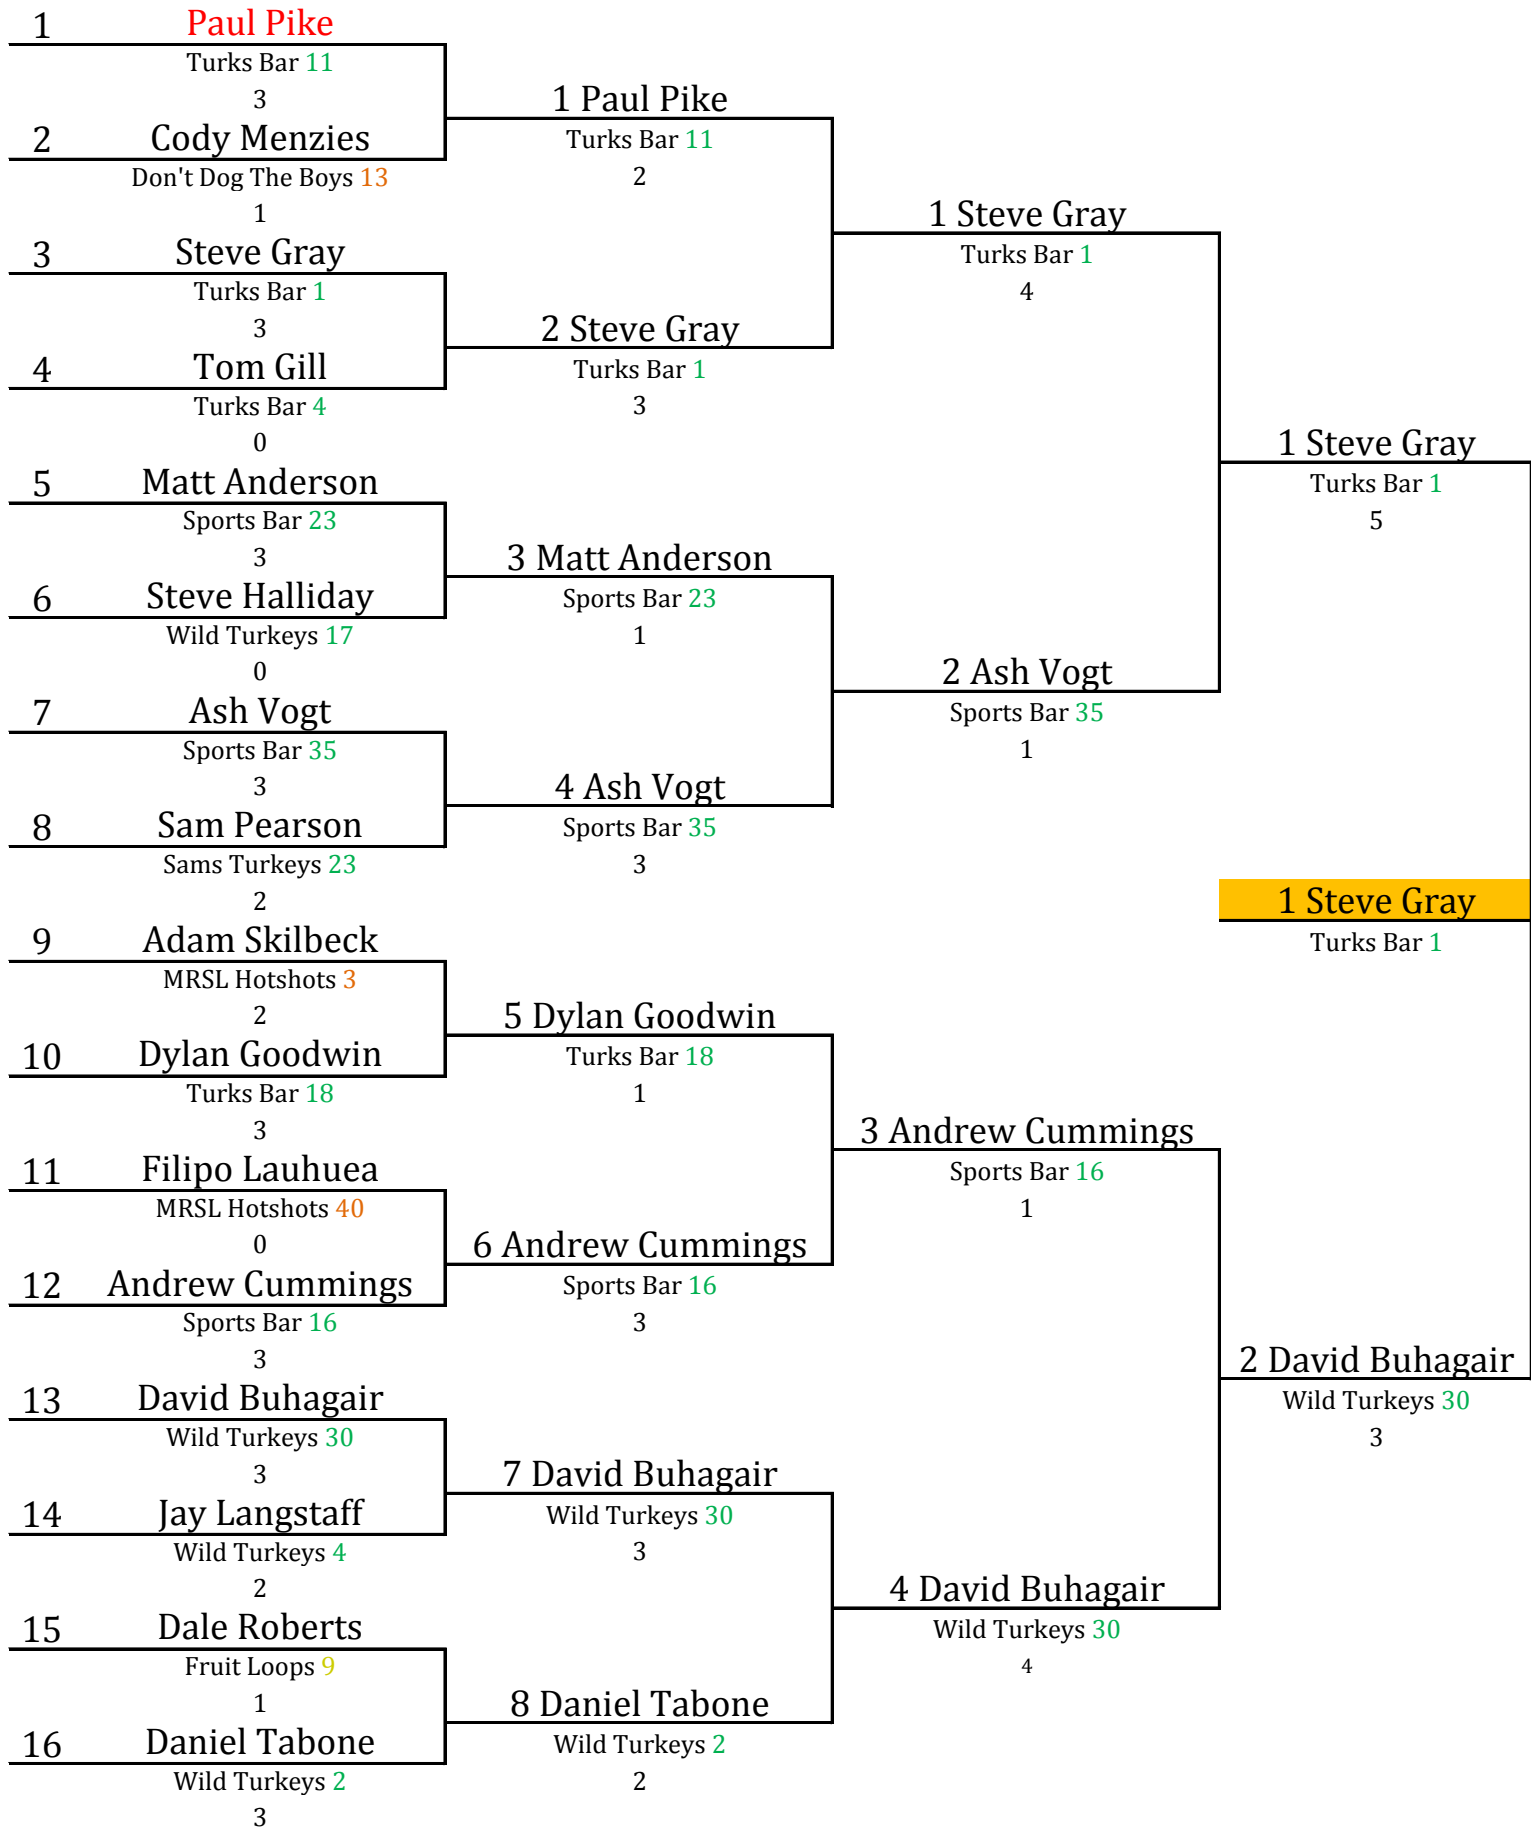 1 Paul Pike
Turks Bar 11
3
2 Cody Menzies
Don't Dog The Boys 13
1
3 Steve Gray
Turks Bar 1
3
4 Tom Gill
Turks Bar 4
0
5 Matt Anderson
Sports Bar 23
3
6 Steve Halliday
Wild Turkeys 17
0
7 Ash Vogt
Sports Bar 35
3
8 Sam Pearson
Sams Turkeys 23
2
9 Adam Skilbeck
MRSL Hotshots 3
2
10 Dylan Goodwin
Turks Bar 18
3
11 Filipo Lauhuea
MRSL Hotshots 40
0
12 Andrew Cummings
Sports Bar 16
3
13 David Buhagair
Wild Turkeys 30
3
14 Jay Langstaff
Wild Turkeys 4
2
15 Dale Roberts
Fruit Loops 9
1
16 Daniel Tabone
Wild Turkeys 2
3
1 Paul Pike
Turks Bar 11
2
2 Steve Gray
Turks Bar 1
3
3 Matt Anderson
Sports Bar 23
1
4 Ash Vogt
Sports Bar 35
3
5 Dylan Goodwin
Turks Bar 18
1
6 Andrew Cummings
Sports Bar 16
3
7 David Buhagair
Wild Turkeys 30
3
8 Daniel Tabone
Wild Turkeys 2
2
1 Steve Gray
Turks Bar 1
4
2 Ash Vogt
Sports Bar 35
1
3 Andrew Cummings
Sports Bar 16
1
4 David Buhagair
Wild Turkeys 30
4
1 Steve Gray
Turks Bar 1
5
1 Steve Gray
Turks Bar 1
2 David Buhagair
Wild Turkeys 30
3